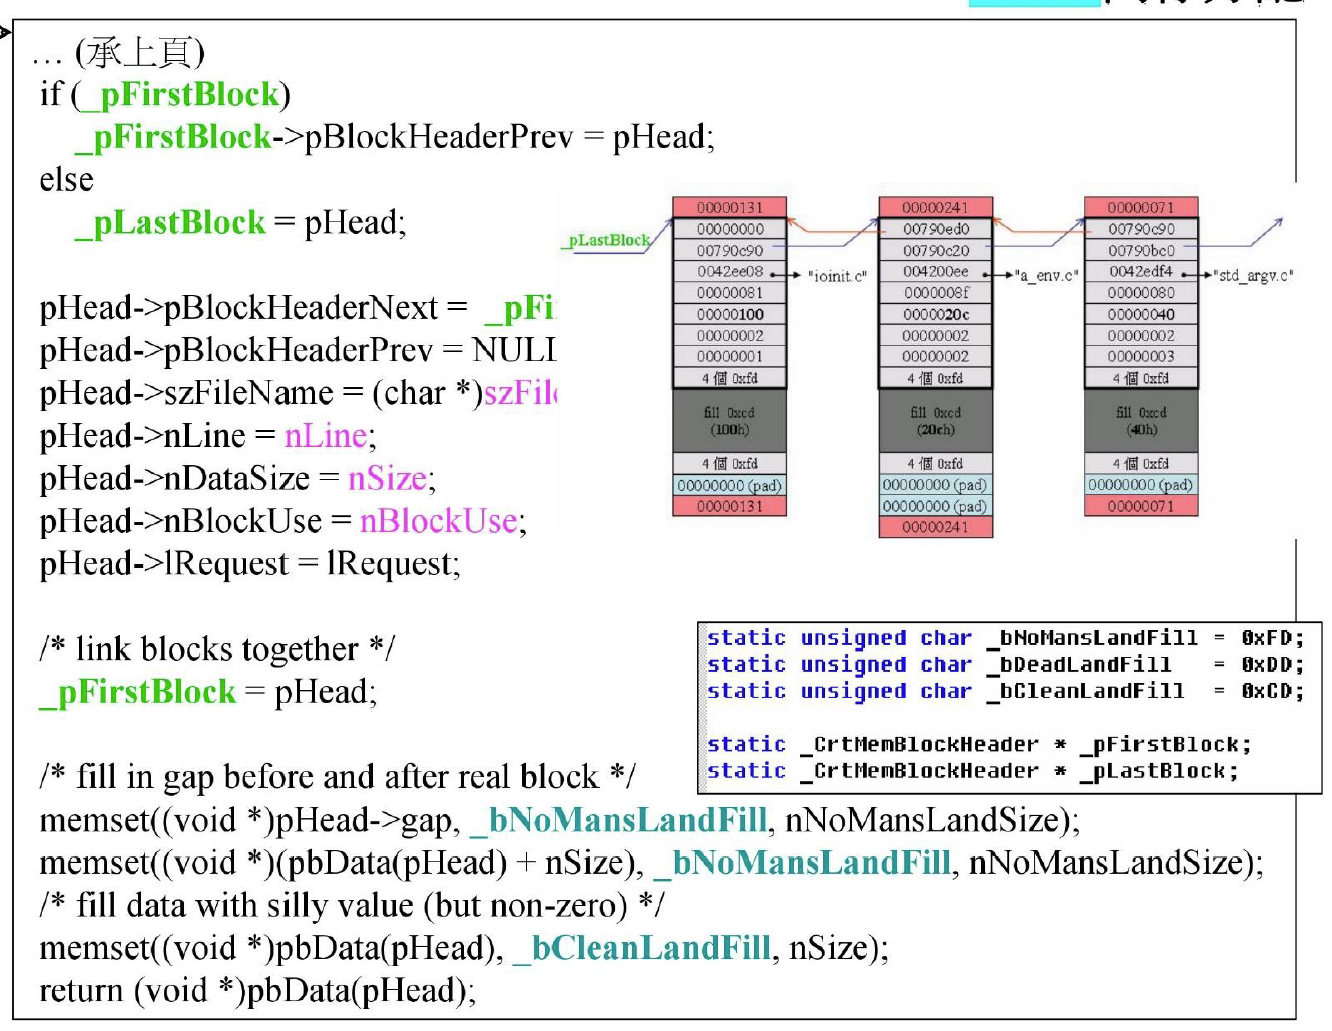 … (承上頁)
if (_pFirstBlock)
_pFirstBlock->pBlockHeaderPrev = pHead;
else
_pLastBlock = pHead;
pHead->pBlockHeaderNext = _pFi
pHead->pBlockHeaderPrev = NULL
pHead->szFileName = (char *)szFile
pHead->nLine = nLine;
pHead->nDataSize = nSize;
pHead->nBlockUse = nBlockUse;
pHead->lRequest = lRequest;
/* link blocks together */
_pFirstBlock = pHead;
/* fill in gap before and after real block */
memset((void *)pHead->gap, _bNoMansLandFill, nNoMansLandSize);
memset((void *)(pbData(pHead) + nSize), _bNoMansLandFill, nNoMansLandSize);
/* fill data with silly value (but non-zero) */
memset((void *)pbData(pHead), _bCleanLandFill, nSize);
return (void *)pbData(pHead);
_pLastBlock
00000131
00000000
00790c90
0042ee08
"ioinit.c"
00000081
00000100
00000002
00000001
4 個 0xfd
fill 0xcd
(100h)
4 個 0xfd
00000000 (pad)
00000131
00000241
00790ed0
00790c20
004200ee
"a_env.c"
0000008f
0000020c
00000002
00000002
4 個 0xfd
fill 0xcd
(20ch)
4 個 0xfd
00000000 (pad)
00000000 (pad)
00000241
00000071
00790c90
00790bc0
0042edf4
"std_argv.c"
00000080
00000040
00000002
00000003
4 個 0xfd
fill 0xcd
(40h)
4 個 0xfd
00000000 (pad)
00000071
static unsigned char _bNoMansLandFill = 0xFD;
static unsigned char _bDeadLandFill = 0xDD;
static unsigned char _bCleanLandFill = 0xCD;
static _CrtMemBlockHeader * _pFirstBlock;
static _CrtMemBlockHeader * _pLastBlock;